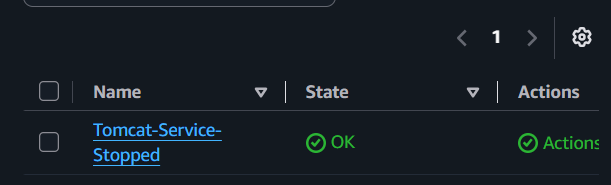 1
Name State Actions
Tomcat-Service-
Stopped
OK
Actions